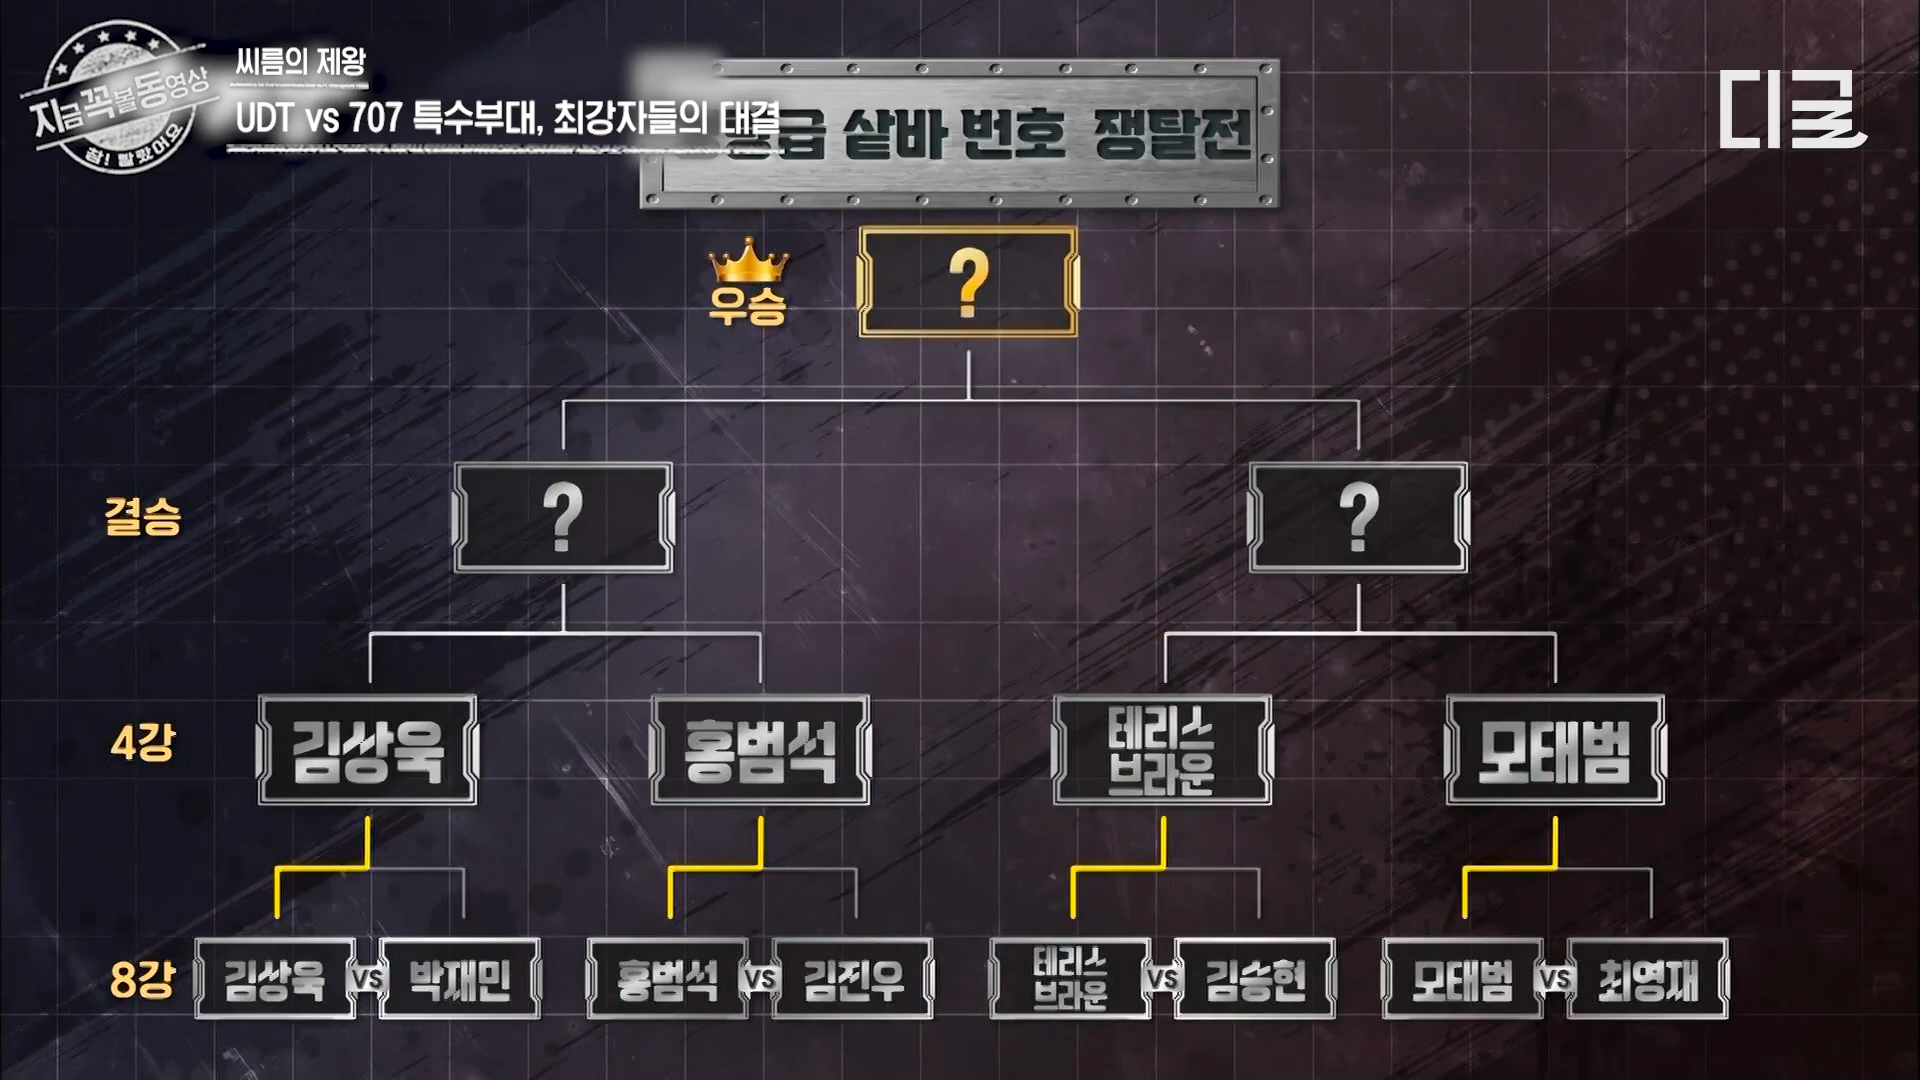 지금 꼭 볼 동영상
참! 빨랐어요
씨름의 제왕
UDT vs 707 특수부대, 최강자들의 대결
샅바 번호 쟁탈전
디글
우승
?
결승
?
?
4강
김상욱
홍범석
테리스
브라운
모태범
8강
김상욱 VS 박재민
홍범석 VS 김진우
테리스
브라운 VS 김승현
모태범 VS 최영재